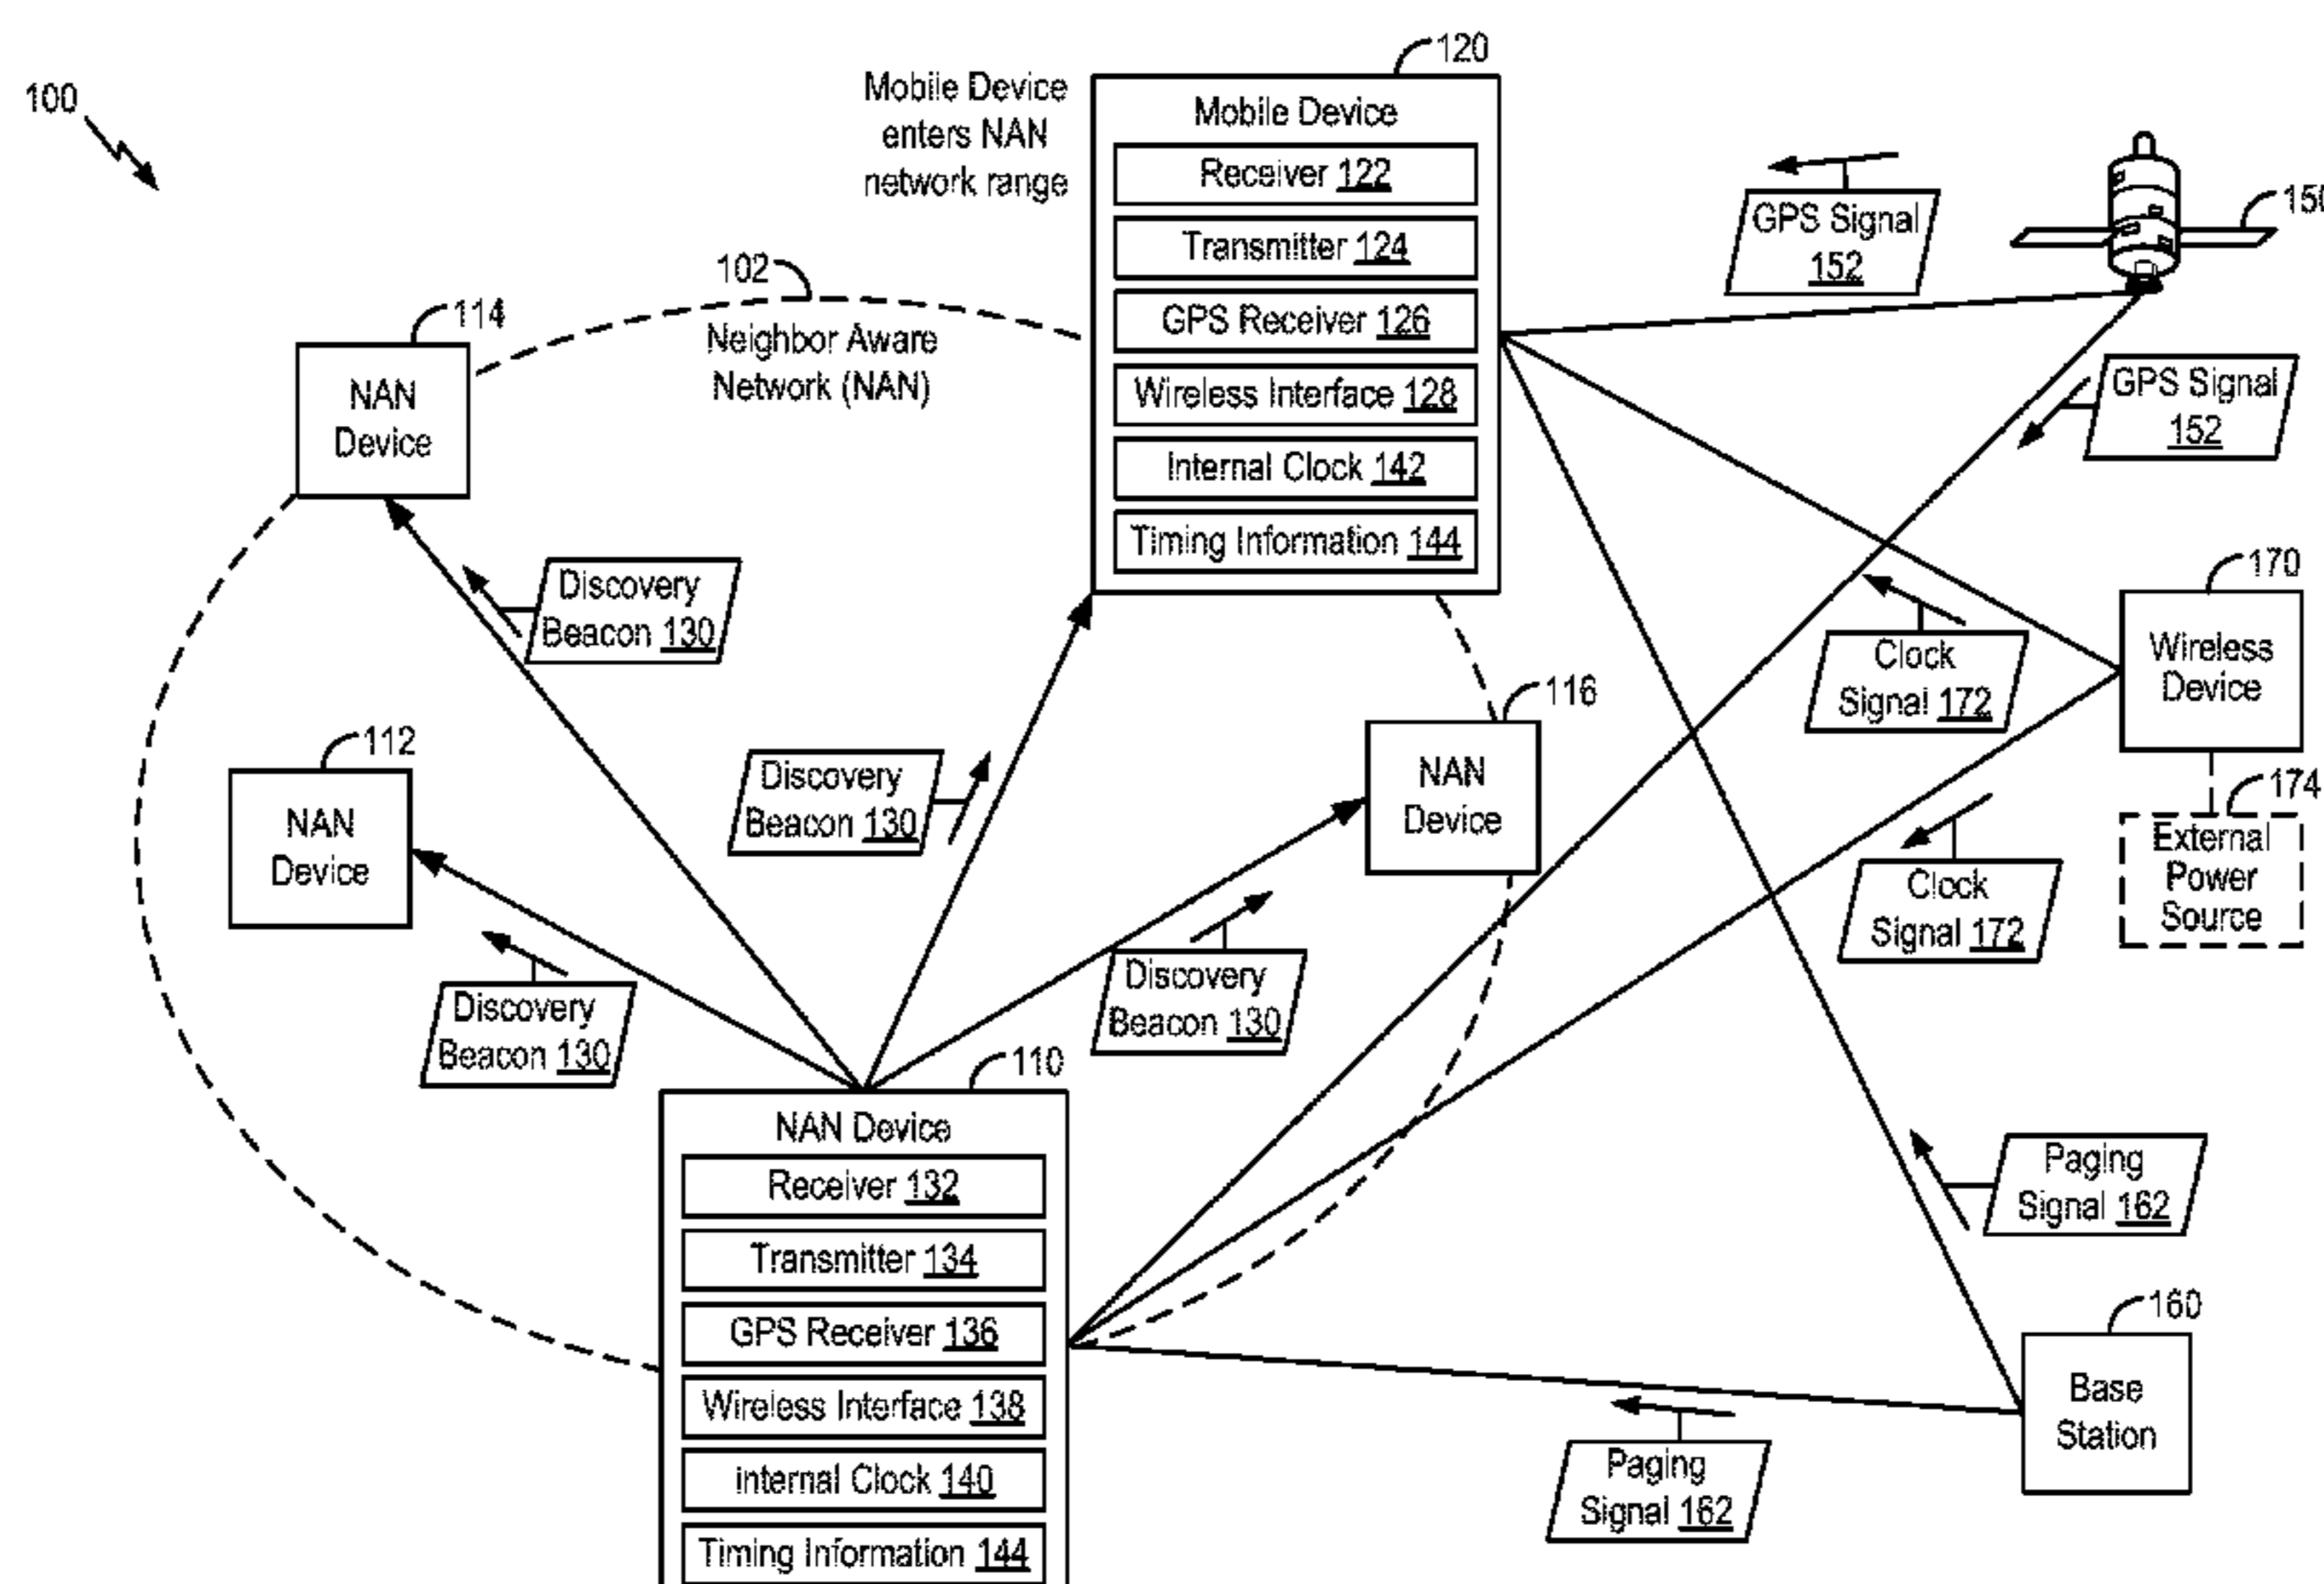 100
120
Mobile Device
enters NAN
network range
Mobile Device
Receiver 122
Transmitter 124
GPS Receiver 126
Wireless Interface 128
Internal Clock 142
Timing Information 144
GPS Signal
152
150
GPS Signal
152
102
Neighbor Aware
Network (NAN)
114
NAN
Device
Discovery
Beacon 130
112
NAN
Device
Discovery
Beacon 130
Discovery
Beacon 130
116
NAN
Device
Discovery
Beacon 130
170
Wireless
Device
Clock
Signal 172
174
External
Power
Source
Clock
Signal 172
110
NAN Device
Receiver 132
Transmitter 134
GPS Receiver 136
Wireless Interface 138
internal Clock 140
Timing Information 144
Paging
Signal 162
160
Base
Station
Paging
Signal 162